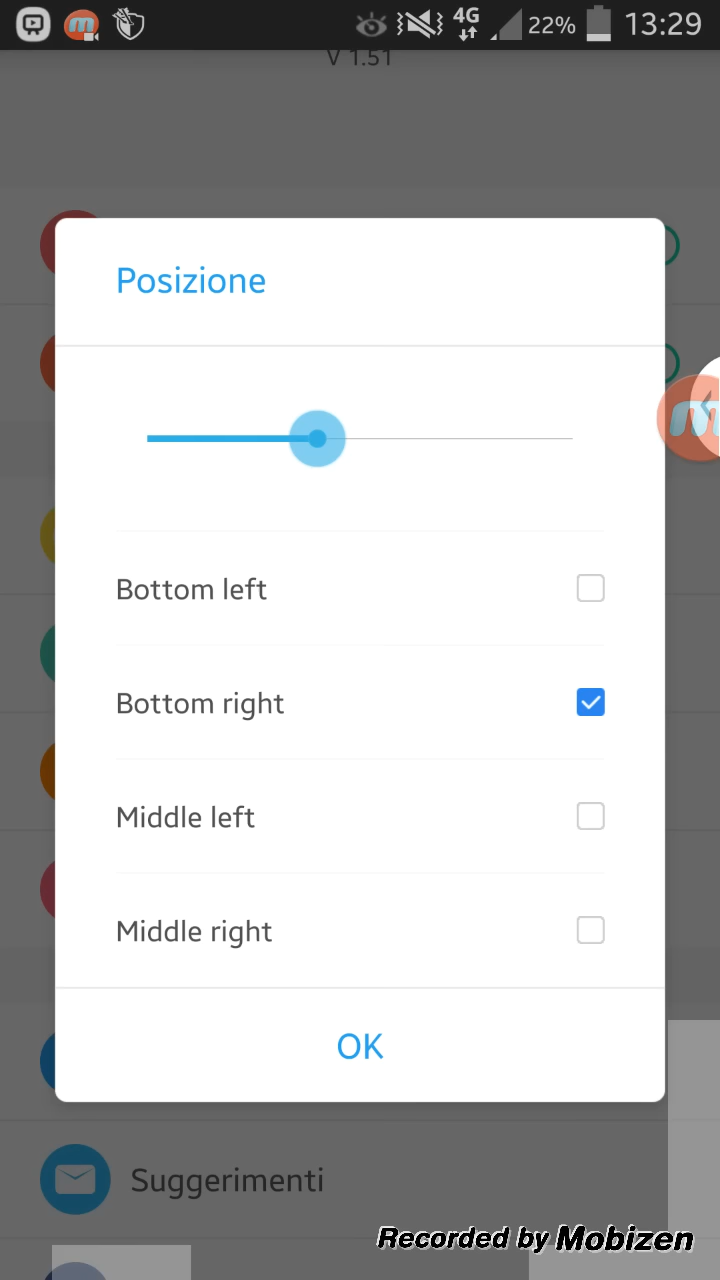 4G 22% 13:29
V 1.51
Posizione
Bottom left
Bottom right
Middle left
Middle right
OK
Suggerimenti
Recorded by Mobizen